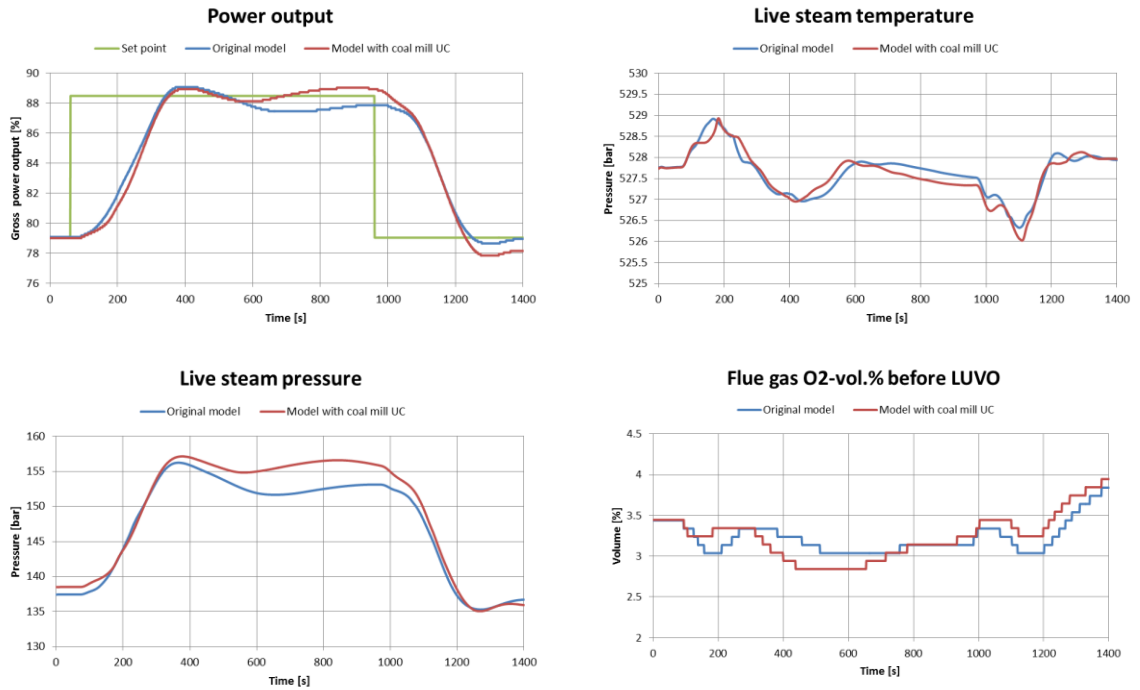 Power output
Set point Original model Model with coal mill UC
90
88
86
84
82
80
78
76
Gross power output [%]
0 200 400 600 800 1000 1200 1400
Time [s]
Live steam temperature
Original model Model with coal mill UC
530
529.5
529
528.5
528
527.5
527
526.5
526
525.5
525
Pressure [bar]
0 200 400 600 800 1000 1200 1400
Time [s]
Live steam pressure
Original model Model with coal mill UC
160
155
150
145
140
135
130
Pressure [bar]
0 200 400 600 800 1000 1200 1400
Time [s]
Flue gas O2-vol.% before LUVO
Original model Model with coal mill UC
4.5
4
3.5
3
2.5
2
Volume [%]
0 200 400 600 800 1000 1200 1400
Time [s]